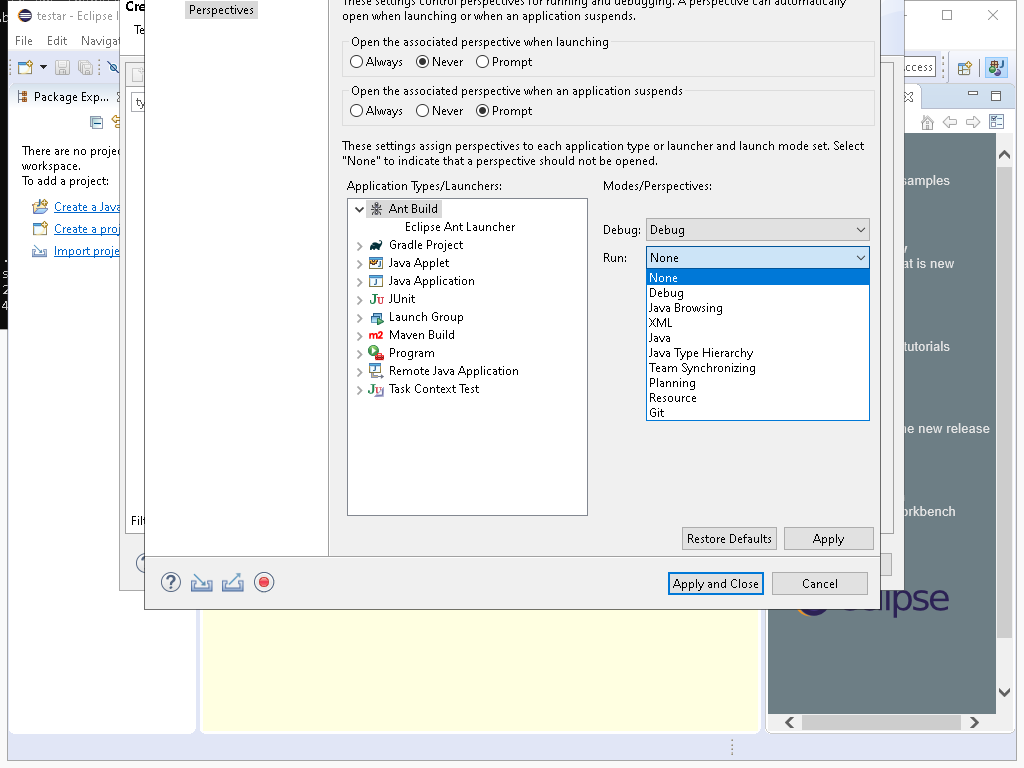 testar - Eclipse
File Edit Navigat
Cre
Te
Perspectives
These settings control perspectives for running and debugging. A perspective can automatically
open when launching or when an application suspends.
Open the associated perspective when launching
Always Never Prompt
Open the associated perspective when an application suspends
Always Never Prompt
These settings assign perspectives to each application type or launcher and launch mode set. Select
"None" to indicate that a perspective should not be opened.
Application Types/Launchers:
Modes/Perspectives:
Ant Build
Eclipse Ant Launcher
Gradle Project
Java Applet
Java Application
JUnit
Launch Group
Maven Build
Program
Remote Java Application
Task Context Test
Debug: Debug
Run: None
None
Debug
Java Browsing
XML
Java
Java Type Hierarchy
Team Synchronizing
Planning
Resource
Git
Restore Defaults
Apply
Apply and Close
Cancel
ccess
Package Exp...
ty
There are no proje
workspace.
To add a project:
Create a Java
Create a proj
Import proje
Filt
samples
at is new
tutorials
he new release
orkbench
eclipse